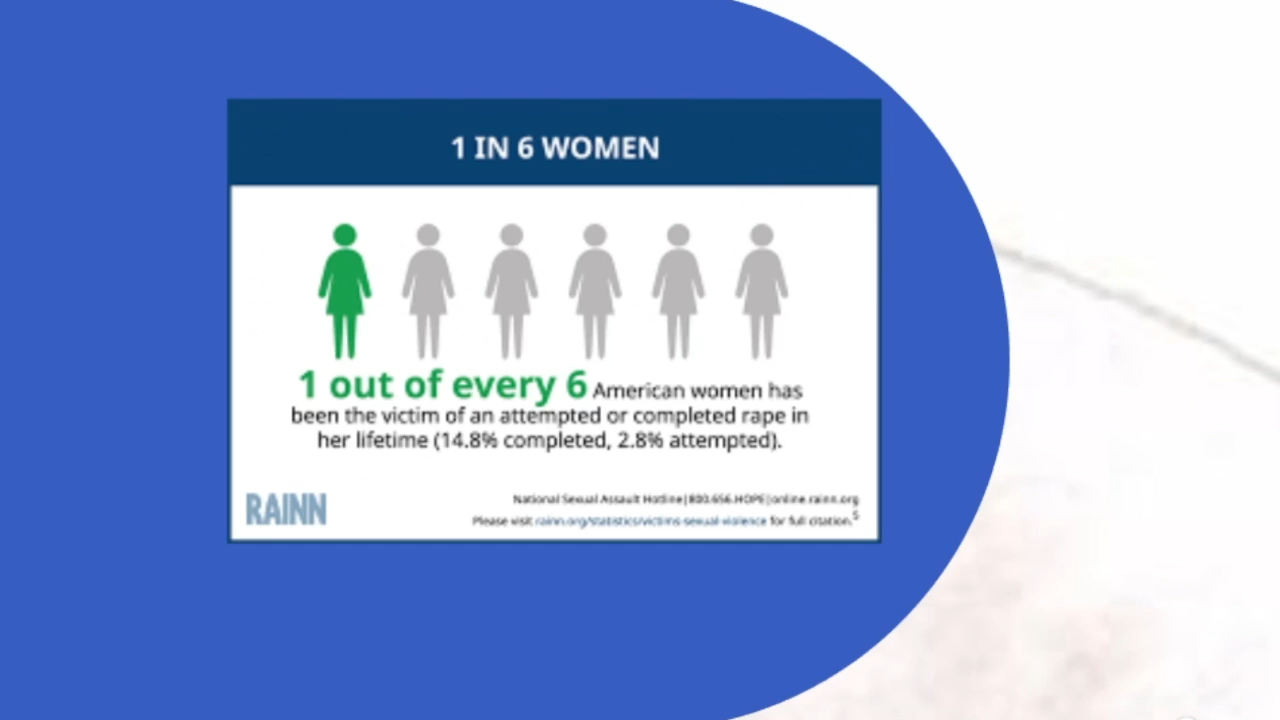 1 IN 6 WOMEN
1 out of every 6 American women has
been the victim of an attempted or completed rape in
her lifetime (14.8% completed, 2.8% attempted).
RAINN
National Sexual Assault Hotline|800.656.HOPE|online.rainn.org
Please visit rainn.org/statistics/victims-sexual-violence for full citation.5